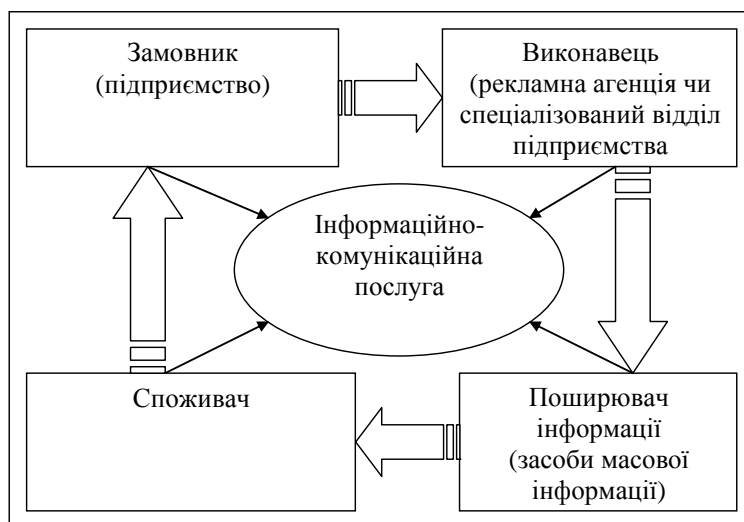 Замовник
(підприємство)
Виконавець
(рекламна агенція чи
спеціалізований відділ
підприємства
Інформаційно-
комунікаційна
послуга
Споживач
Поширювач
інформації
(засоби масової
інформації)